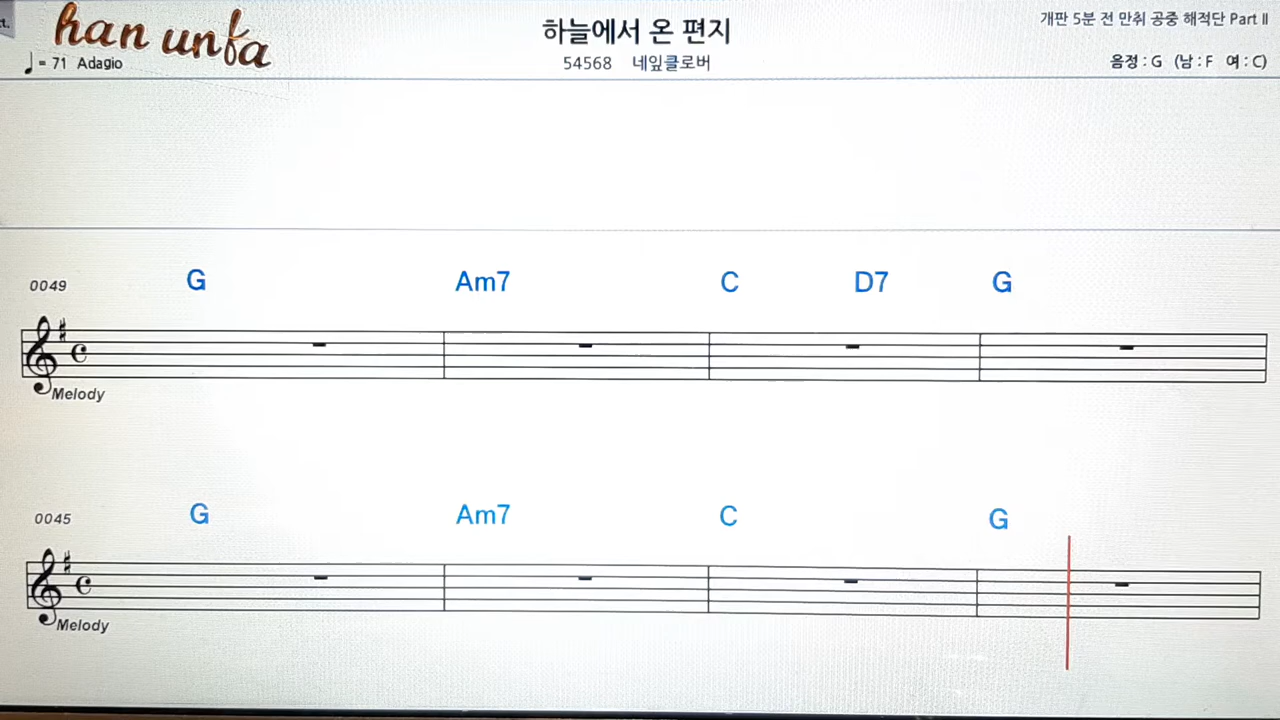 han unfa
♩ = 71 Adagio
하늘에서 온 편지
54568 네잎클로버
개판 5분 전 만취 공중 해적단 Part II
음정 : G (남 : F 여 : C)
0049
G Am7 C D7 G
Melody
0045
G Am7 C G
Melody